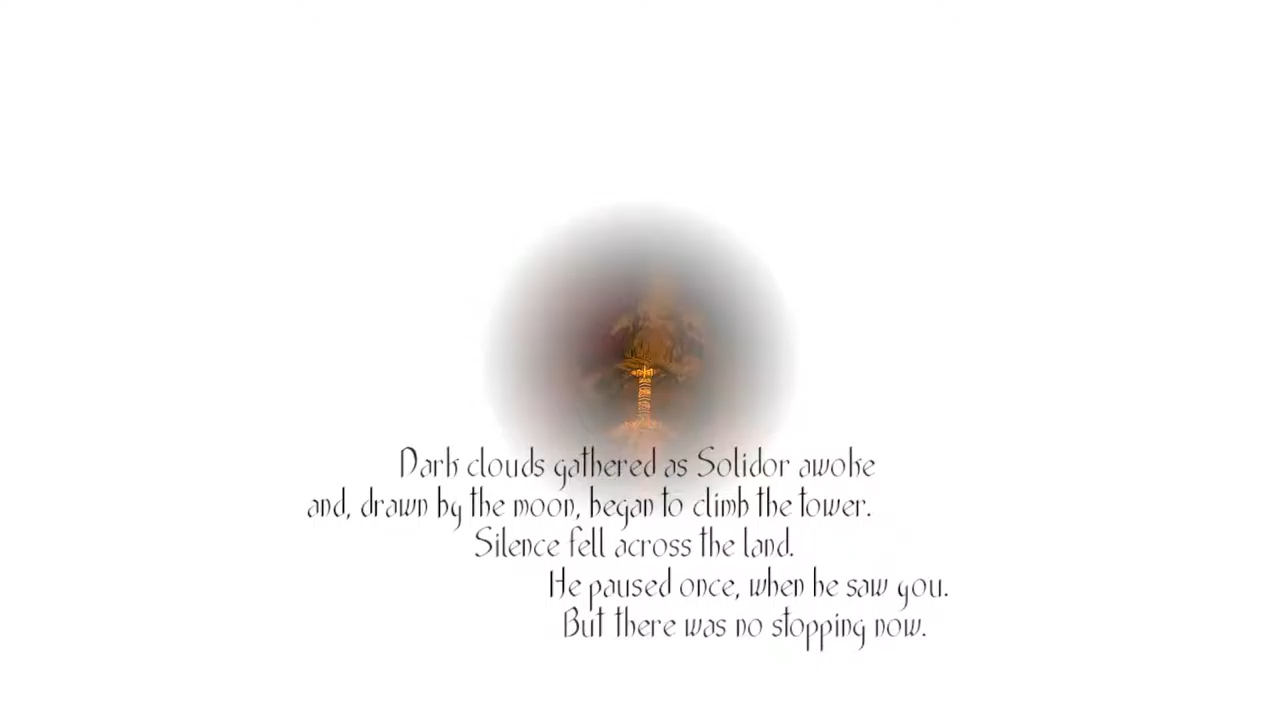 Dark clouds gathered as Solidor awoke
and, drawn by the moon, began to climb the tower.
Silence fell across the land.
He paused once, when he saw you.
But there was no stopping now.